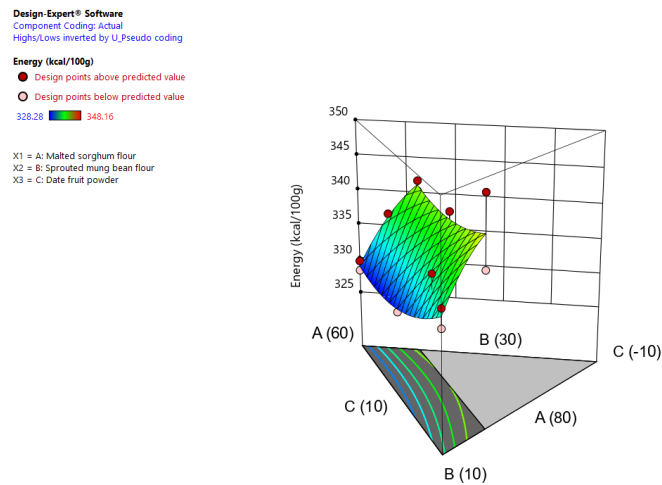 Design-Expert® Software
Component Coding: Actual
Highs/Lows inverted by U_Pseudo coding
Energy (kcal/100g)
Design points above predicted value
Design points below predicted value
328.28 348.16
X1 = A: Malted sorghum flour
X2 = B: Sprouted mung bean flour
X3 = C: Date fruit powder
350
345
340
335
330
325
Energy (kcal/100g)
A (60)
B (30)
C (-10)
C (10)
A (80)
B (10)